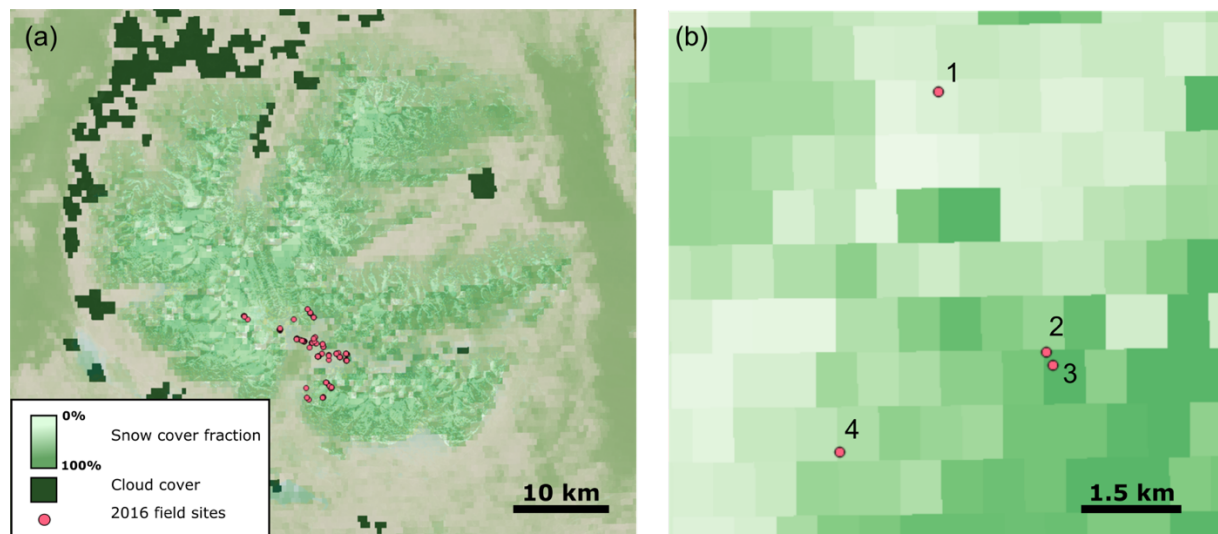 (a)
0%
Snow cover fraction
100%
Cloud cover
2016 field sites
10 km
(b)
1
2
3
4
1.5 km